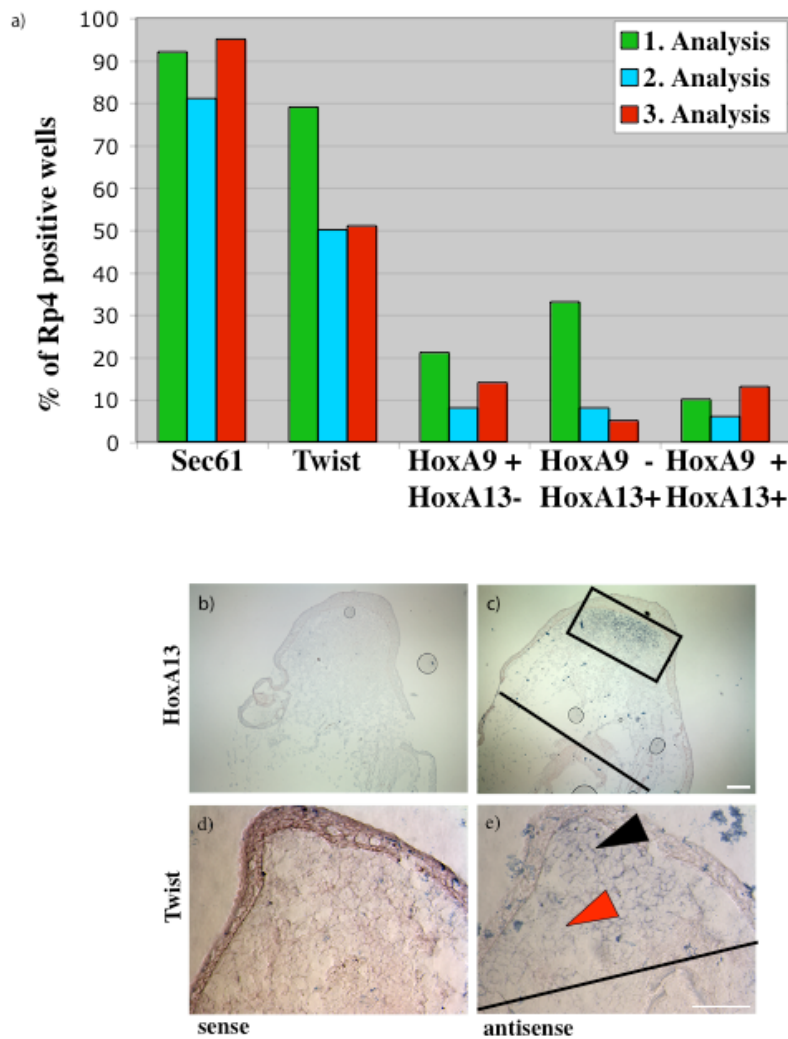 a)
100
90
80
70
60
50
40
30
20
10
0
% of Rp4 positive wells
1. Analysis
2. Analysis
3. Analysis
Sec61
Twist
HoxA9 +
HoxA13-
HoxA9 -
HoxA13+
HoxA9 +
HoxA13+
HoxA13
b)
c)
Twist
d)
e)
sense
antisense